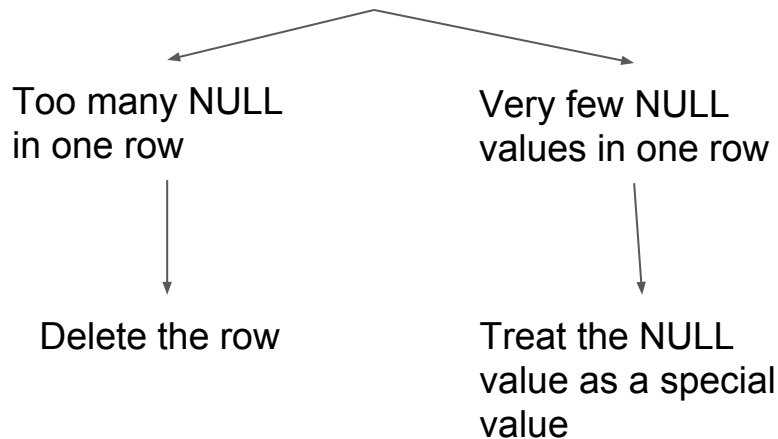 Too many NULL
in one row
Very few NULL
values in one row
Delete the row
Treat the NULL
value as a special
value